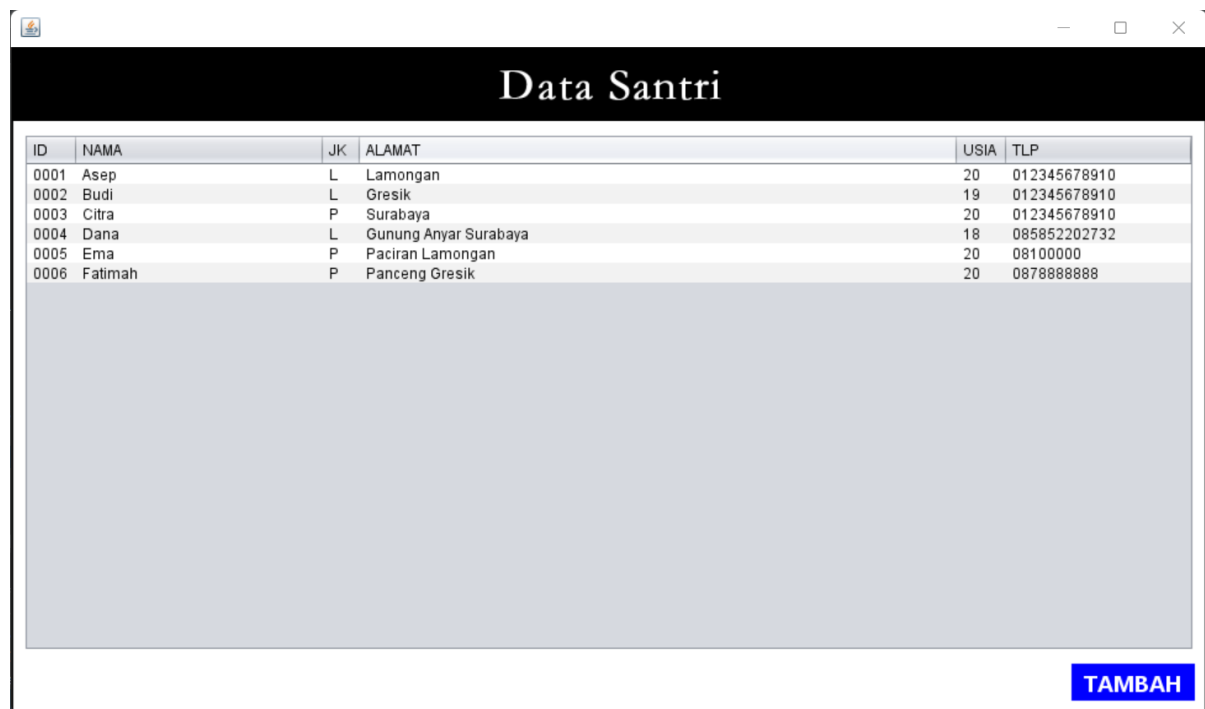 Data Santri
ID NAMA JK ALAMAT USIA TLP
0001 Asep L Lamongan 20 012345678910
0002 Budi L Gresik 19 012345678910
0003 Citra P Surabaya 20 012345678910
0004 Dana L Gunung Anyar Surabaya 18 085852202732
0005 Ema P Paciran Lamongan 20 08100000
0006 Fatimah P Panceng Gresik 20 0878888888
TAMBAH